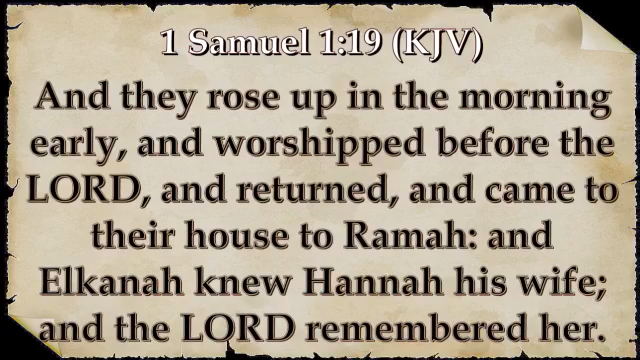 1 Samuel 1:19 (KJV)
And they rose up in the morning
early, and worshipped before the
LORD, and returned, and came to
their house to Ramah: and
Elkanah knew Hannah his wife;
and the LORD remembered her.